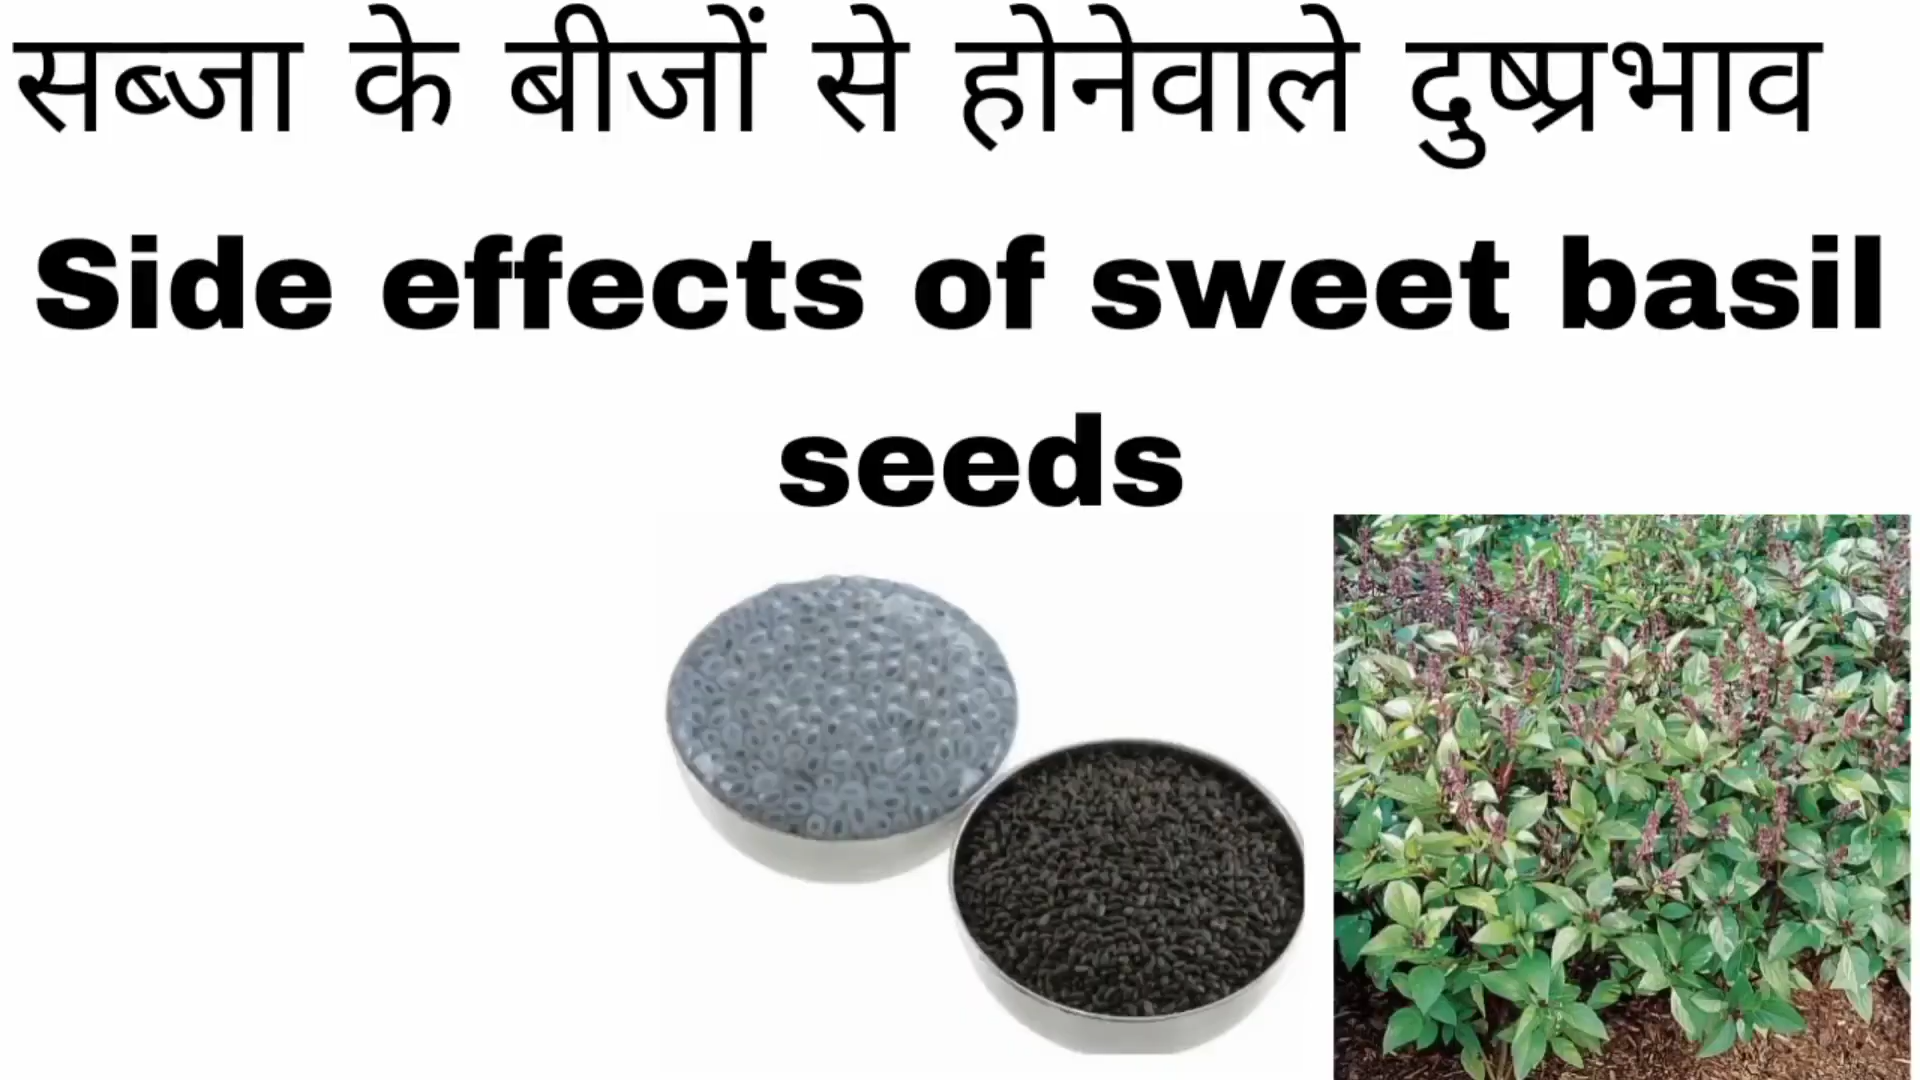 सब्जा के बीजों से होनेवाले दुष्प्रभाव
Side effects of sweet basil
seeds